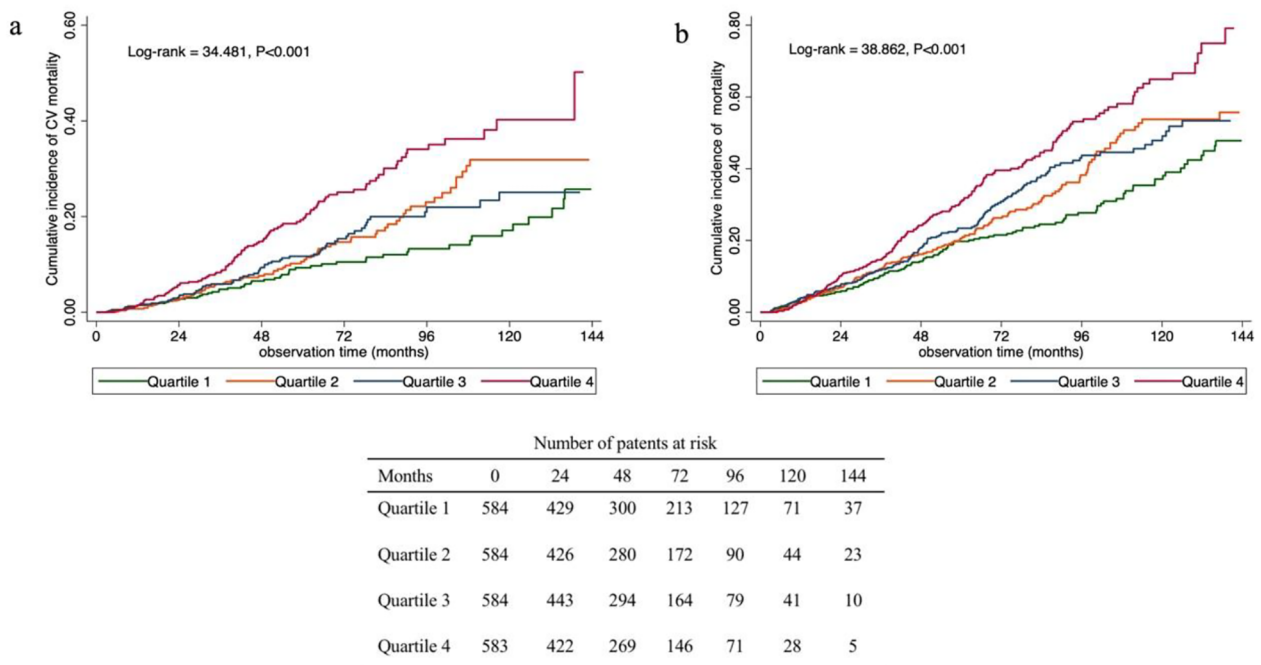 a
Cumulative incidence of CV mortality
0.60
0.40
0.20
0.00
Log-rank = 34.481, P<0.001
0 24 48 72 96 120 144
observation time (months)
Quartile 1 Quartile 2 Quartile 3 Quartile 4
b
Cumulative incidence of mortality
0.80
0.60
0.40
0.20
0.00
Log-rank = 38.862, P<0.001
0 24 48 72 96 120 144
observation time (months)
Quartile 1 Quartile 2 Quartile 3 Quartile 4
Number of patents at risk
Months 0 24 48 72 96 120 144
Quartile 1 584 429 300 213 127 71 37
Quartile 2 584 426 280 172 90 44 23
Quartile 3 584 443 294 164 79 41 10
Quartile 4 583 422 269 146 71 28 5